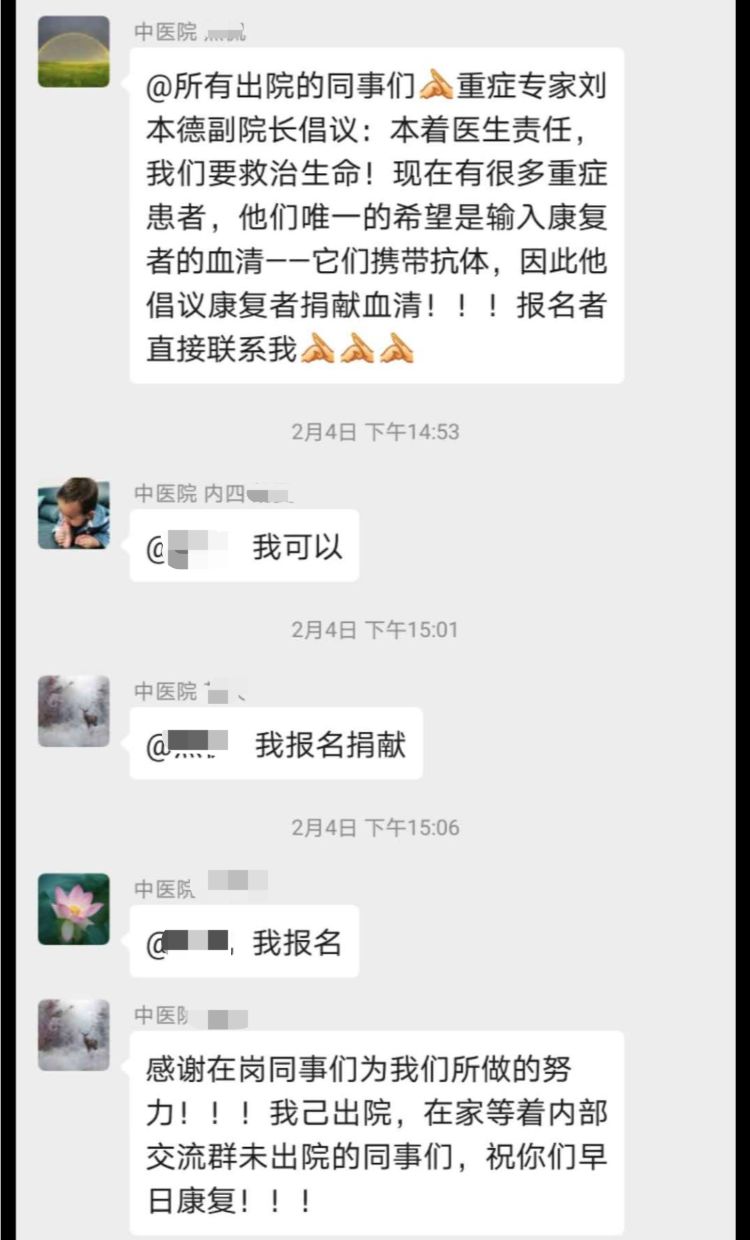 中医院
@所有出院的同事们重症专家刘
本德副院长倡议：本着医生责任，
我们要救治生命！现在有很多重症
患者，他们唯一的希望是输入康复
者的血清——它们携带抗体，因此他
倡议康复者捐献血清！！！报名者
直接联系我
2月4日 下午14:53
中医院 内四
@ 我可以
2月4日 下午15:01
中医院
@ 我报名捐献
2月4日 下午15:06
中医院
@ 我报名
中医院
感谢在岗同事们为我们所做的努
力！！！我己出院，在家等着内部
交流群未出院的同事们，祝你们早
日康复！！！